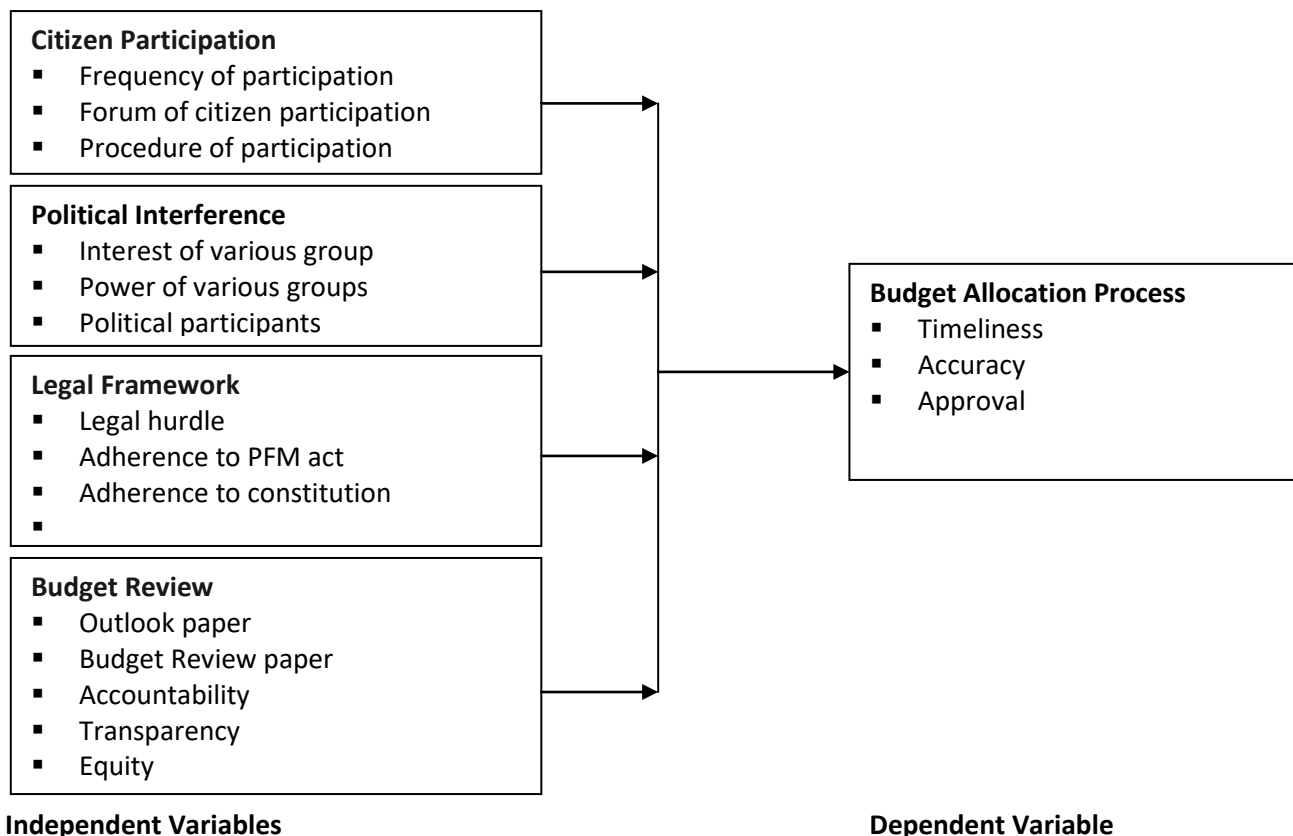 Citizen Participation
▪ Frequency of participation
▪ Forum of citizen participation
▪ Procedure of participation
Political Interference
▪ Interest of various group
▪ Power of various groups
▪ Political participants
Legal Framework
▪ Legal hurdle
▪ Adherence to PFM act
▪ Adherence to constitution
▪
Budget Review
▪ Outlook paper
▪ Budget Review paper
▪ Accountability
▪ Transparency
▪ Equity
Budget Allocation Process
▪ Timeliness
▪ Accuracy
▪ Approval
Independent Variables
Dependent Variable